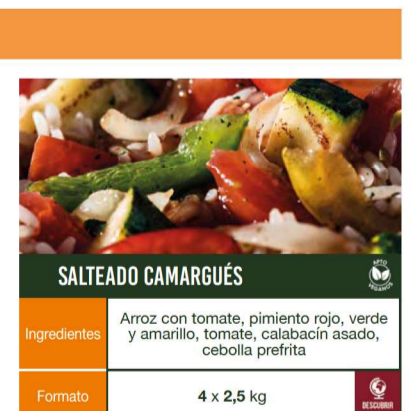 SALTEADO CAMARGUÉS
APTO
VEGANOS
Ingredientes
Arroz con tomate, pimiento rojo, verde
y amarillo, tomate, calabacín asado,
cebolla prefrita
Formato
4 x 2,5 kg
DESCUBRIR